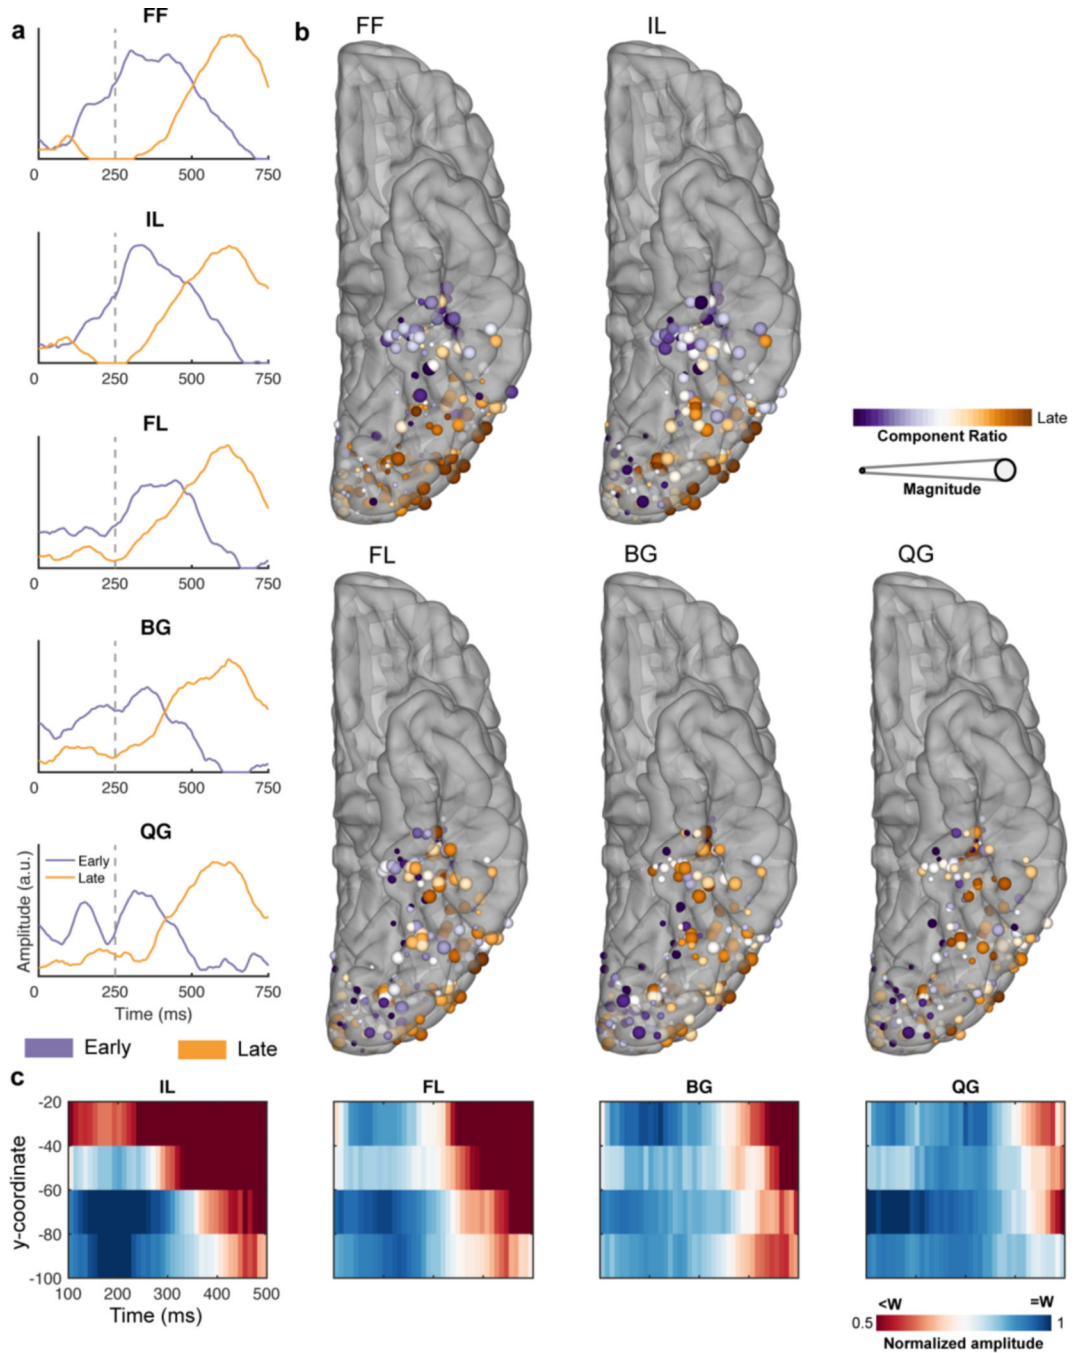 a
FF
0 250 500 750
IL
0 250 500 750
FL
0 250 500 750
BG
0 250 500 750
QG
Early
Late
Amplitude (a.u.)
0 250 500 750
Time (ms)
Early Late
b
FF IL
Late
Component Ratio
Magnitude
FL BG QG
c
IL FL BG QG
y-coordinate
-20
-40
-60
-80
-100
100 200 300 400 500
Time (ms)
<W =W
0.5 1
Normalized amplitude